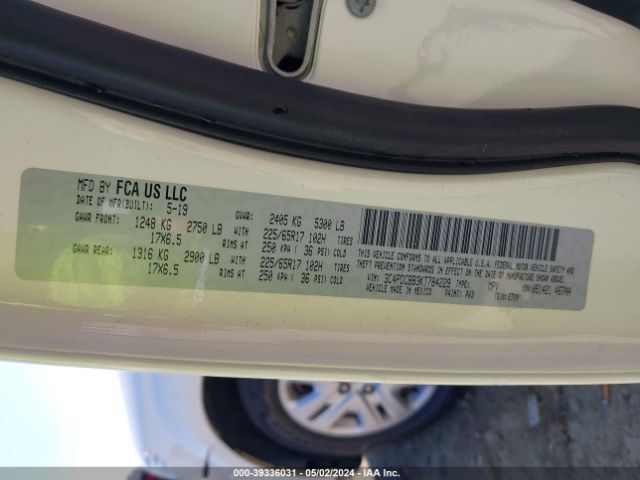 MFD BY FCA US LLC
DATE OF MFR(BUILT): 5-19 GVWR: 2405 KG 5300 LB
GAWR FRONT: 1248 KG 2750 LB WITH 225/65R17 102H TIRES
17X6.5 RIMS AT 250 KPA ( 36 PSI) COLD
GAWR REAR: 1316 KG 2900 LB WITH 225/65R17 102H TIRES
17X6.5 RIMS AT 250 KPA ( 36 PSI) COLD
THIS VEHICLE CONFORMS TO ALL APPLICABLE U.S.A. FEDERAL MOTOR VEHICLE SAFETY AND
THEFT PREVENTION STANDARDS IN EFFECT ON THE DATE OF MANUFACTURE SHOWN ABOVE.
VIN: 3C4PDCBB3KT784229 TYPE: MPV
VEHICLE MADE IN MEXICO PAINT:
000-39336031 - 05/02/2024 - IAA Inc.